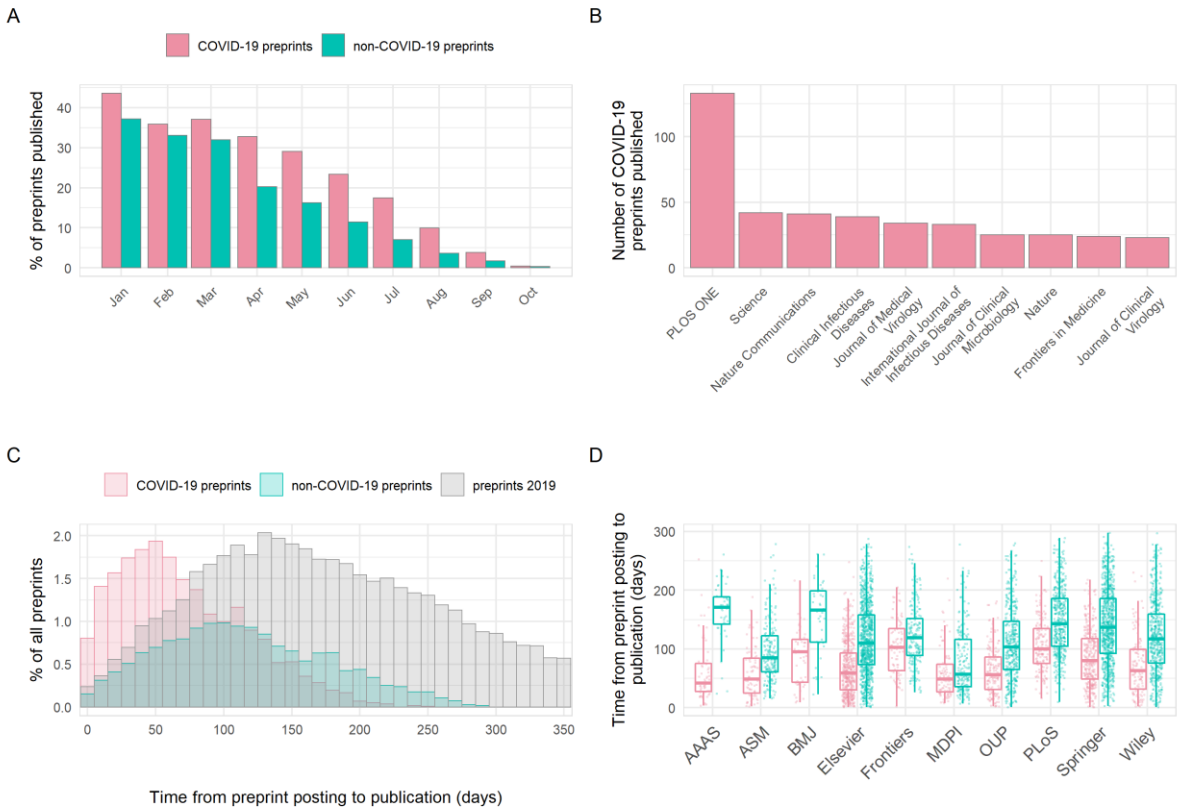 A
COVID-19 preprints
non-COVID-19 preprints
% of preprints published
40
30
20
10
0
Jan
Feb
Mar
Apr
May
Jun
Jul
Aug
Sep
Oct
B
Number of COVID-19
preprints published
100
50
0
PLOS ONE
Science
Nature Communications
Clinical Infectious
Diseases
Journal of Medical
Virology
International Journal of
Infectious Diseases
Journal of Clinical
Microbiology
Nature
Frontiers in Medicine
Journal of Clinical
Virology
C
COVID-19 preprints
non-COVID-19 preprints
preprints 2019
% of all preprints
2.0
1.5
1.0
0.5
0.0
0
50
100
150
200
250
300
350
Time from preprint posting to publication (days)
D
Time from preprint posting to
publication (days)
300
200
100
0
AAAS
ASM
BMJ
Elsevier
Frontiers
MDPI
OUP
PLoS
Springer
Wiley